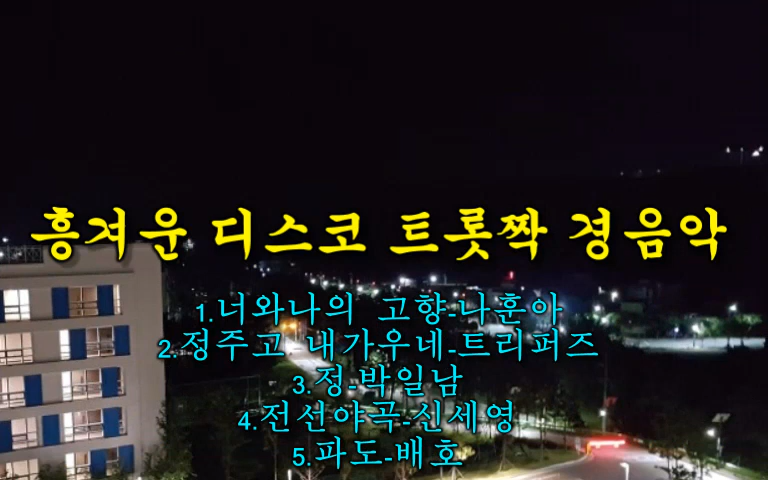 흥겨운 디스코 트롯짝 경음악
1.너와나의 고향-나훈아
2.정주고 내가우네-트리퍼즈
3.정-박일남
4.전선야곡-신세영
5.파도-배호